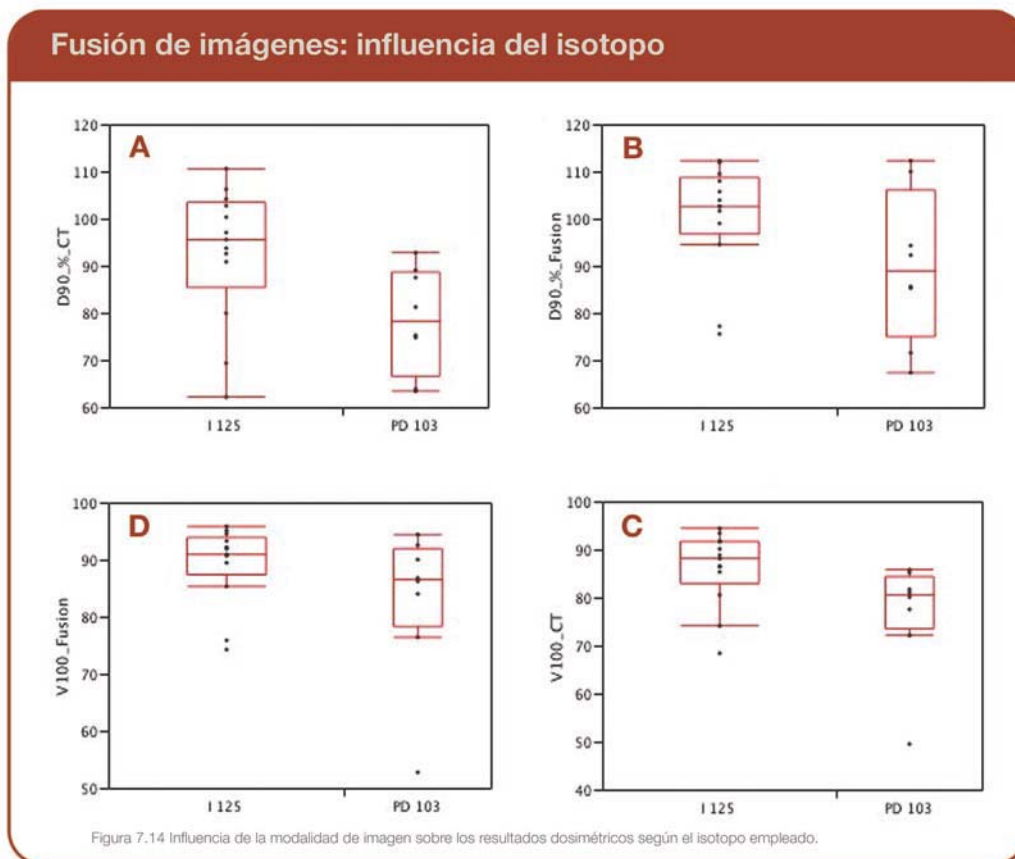 Fusión de imágenes: influencia del isotopo
A
D90_%_CT
120
110
100
90
80
70
60
I 125
PD 103
B
D90_%_Fusion
120
110
100
90
80
70
60
I 125
PD 103
D
V100_Fusion
100
90
80
70
60
50
I 125
PD 103
C
V100_CT
100
90
80
70
60
50
40
I 125
PD 103
Figura 7.14 Influencia de la modalidad de imagen sobre los resultados dosimétricos según el isotopo empleado.